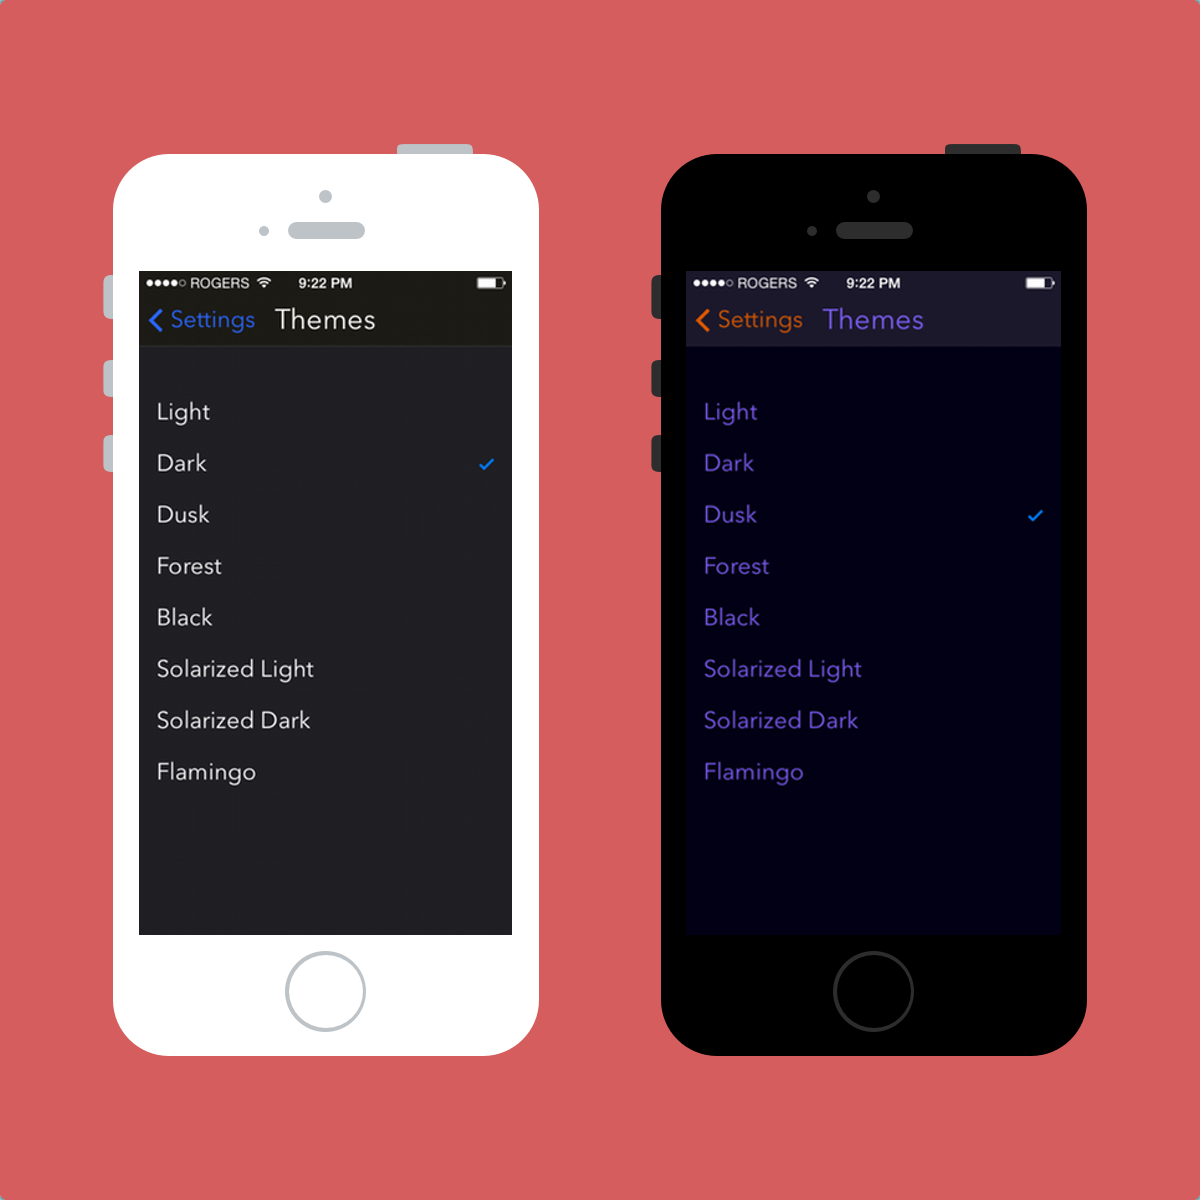 ROGERS 9:22 PM
Settings Themes
Light
Dark
Dusk
Forest
Black
Solarized Light
Solarized Dark
Flamingo
ROGERS 9:22 PM
Settings Themes
Light
Dark
Dusk
Forest
Black
Solarized Light
Solarized Dark
Flamingo